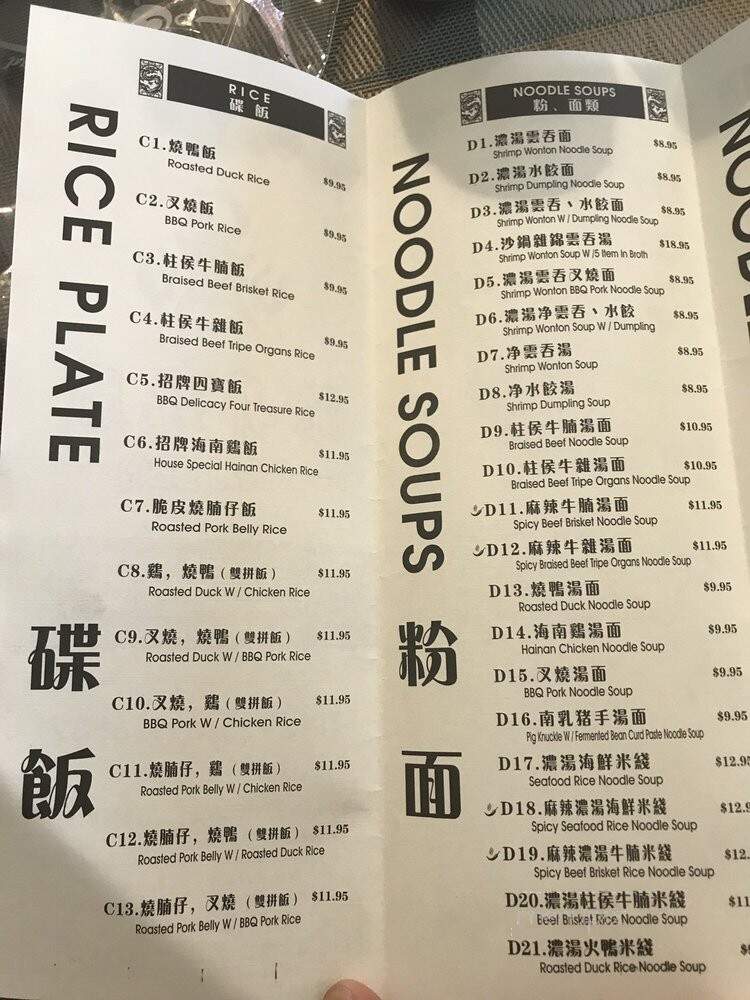 RICE
碟 飯
RICE PLATE
碟飯
C1.燒鴨飯
Roasted Duck Rice $9.95
C2.叉燒飯
BBQ Pork Rice $9.95
C3.柱侯牛腩飯
Braised Beef Brisket Rice $9.95
C4.柱侯牛雜飯
Braised Beef Tripe Organs Rice $9.95
C5.招牌四寶飯 $12.95
BBQ Delicacy Four Treasure Rice
C6.招牌海南鷄飯 $11.95
House Special Hainan Chicken Rice
C7.脆皮燒腩仔飯 $11.95
Roasted Pork Belly Rice
C8.鷄，燒鴨（雙拼飯） $11.95
Roasted Duck W / Chicken Rice
C9.叉燒，燒鴨（雙拼飯） $11.95
Roasted Duck W / BBQ Pork Rice
C10.叉燒，鷄（雙拼飯） $11.95
BBQ Pork W / Chicken Rice
C11.燒腩仔，鷄（雙拼飯） $11.95
Roasted Pork Belly W / Chicken Rice
C12.燒腩仔，燒鴨（雙拼飯） $11.95
Roasted Pork Belly W / Roasted Duck Rice
C13.燒腩仔，叉燒（雙拼飯） $11.95
Roasted Pork Belly W / BBQ Pork Rice
NOODLE SOUPS
粉、面類
NOODLE SOUPS
粉面
D1.濃湯雲吞面 $8.95
Shrimp Wonton Noodle Soup
D2.濃湯水餃面 $8.95
Shrimp Dumpling Noodle Soup
D3.濃湯雲吞、水餃面 $8.95
Shrimp Wonton W / Dumpling Noodle Soup
D4.沙鍋雜錦雲吞湯 $18.95
Shrimp Wonton Soup W /5 Item In Broth
D5.濃湯雲吞叉燒面 $8.95
Shrimp Wonton BBQ Pork Noodle Soup
D6.濃湯净雲吞、水餃 $8.95
Shrimp Wonton Soup W / Dumpling
D7.净雲吞湯 $8.95
Shrimp Wonton Soup
D8.净水餃湯 $8.95
Shrimp Dumpling Soup
D9.柱侯牛腩湯面 $10.95
Braised Beef Noodle Soup
D10.柱侯牛雜湯面 $10.95
Braised Beef Tripe Organs Noodle Soup
D11.麻辣牛腩湯面 $11.95
Spicy Beef Brisket Noodle Soup
D12.麻辣牛雜湯面 $11.95
Spicy Braised Beef Tripe Organs Noodle Soup
D13.燒鴨湯面 $9.95
Roasted Duck Noodle Soup
D14.海南鷄湯面 $9.95
Hainan Chicken Noodle Soup
D15.叉燒湯面 $9.95
BBQ Pork Noodle Soup
D16.南乳猪手湯面 $9.95
Pig Knuckle W / Fermented Bean Curd Paste Noodle Soup
D17.濃湯海鮮米綫 $12.9
Seafood Rice Noodle Soup
D18.麻辣濃湯海鮮米綫 $12.9
Spicy Seafood Rice Noodle Soup
D19.麻辣濃湯牛腩米綫 $12.
Spicy Beef Brisket Rice Noodle Soup
D20.濃湯柱侯牛腩米綫 $11
Beef Brisket Rice Noodle Soup
D21.濃湯火鴨米綫
Roasted Duck Rice Noodle Soup